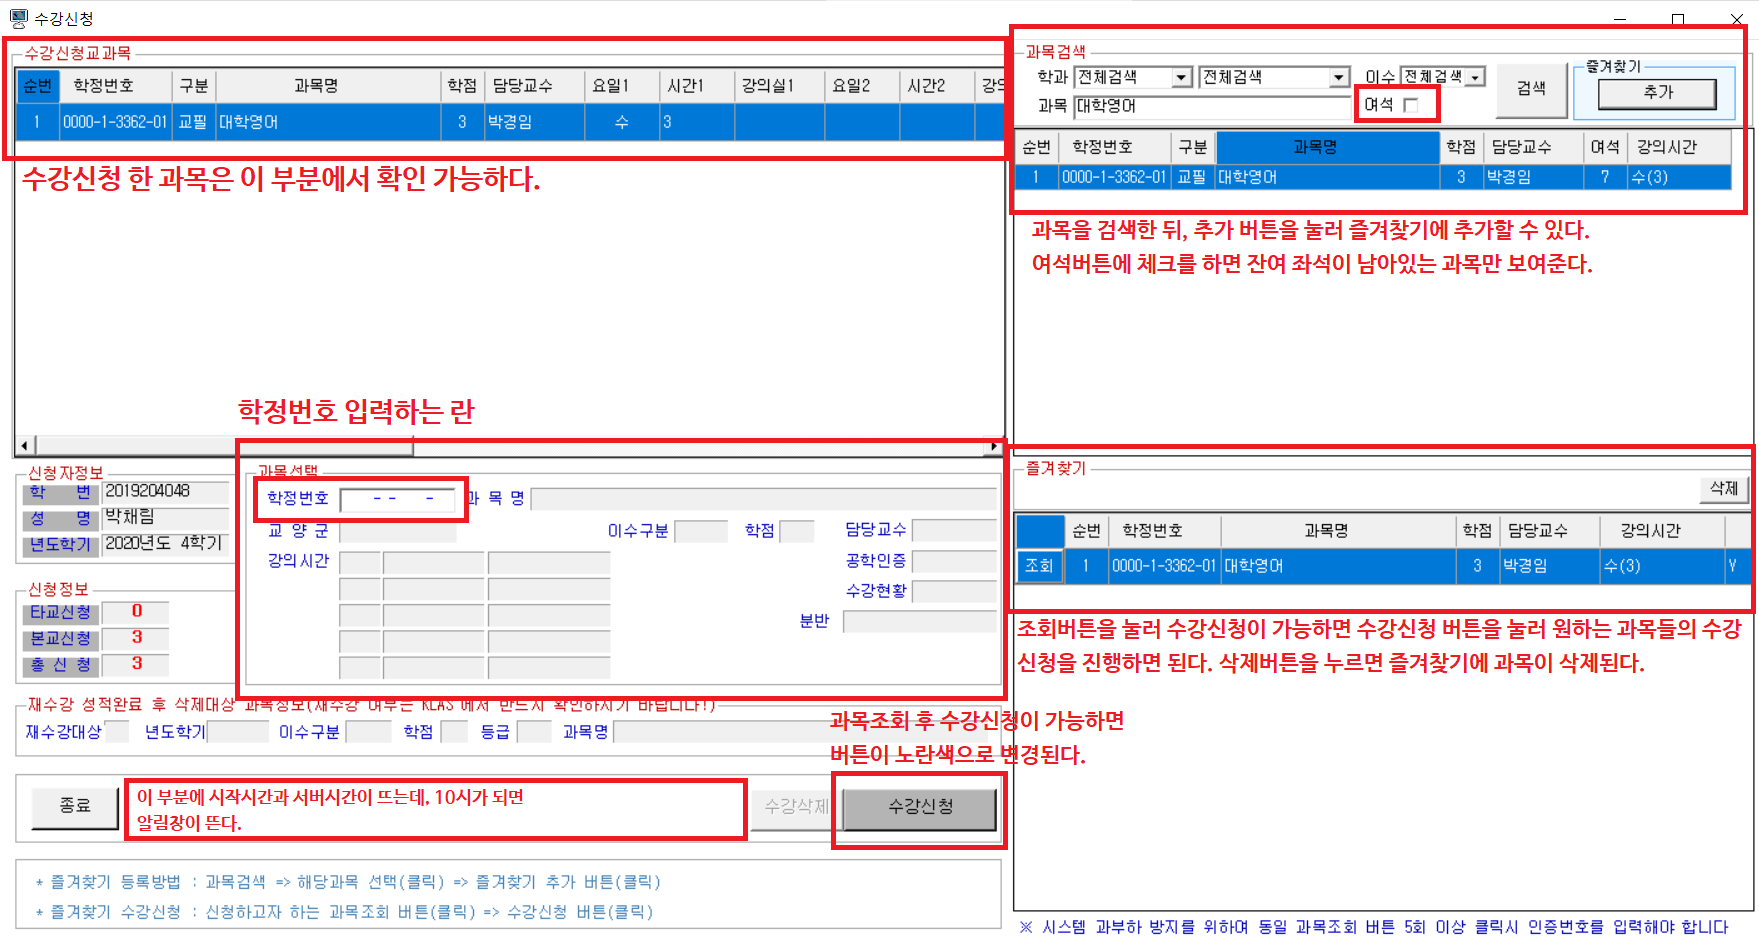 수강신청
수강신청교과목
순번 학정번호 구분 과목명 학점 담당교수 요일1 시간1 강의실1 요일2 시간2 강의
1 0000-1-3362-01 교필 대학영어 3 박경임 수 3
수강신청 한 과목은 이 부분에서 확인 가능하다.
과목검색
학과 전체검색 전체검색 이수 전체검색
과목 대학영어 여석
검색
즐겨찾기
추가
순번 학정번호 구분 과목명 학점 담당교수 여석 강의시간
1 0000-1-3362-01 교필 대학영어 3 박경임 7 수(3)
과목을 검색한 뒤, 추가 버튼을 눌러 즐겨찾기에 추가할 수 있다.
여석버튼에 체크를 하면 잔여 좌석이 남아있는 과목만 보여준다.
학정번호 입력하는 란
신청자정보
학 번 2019204048
성 명 박채림
년도학기 2020년도 4학기
신청정보
타교신청 0
본교신청 3
총 신 청 3
과목선택
학정번호 - - - 과 목 명
교 양 군 이수구분 학점 담당교수
강의시간 공학인증
수강현황
분반
즐겨찾기
삭제
순번 학정번호 과목명 학점 담당교수 강의시간
조회 1 0000-1-3362-01 대학영어 3 박경임 수(3) Y
조회버튼을 눌러 수강신청이 가능하면 수강신청 버튼을 눌러 원하는 과목들의 수강
신청을 진행하면 된다. 삭제버튼을 누르면 즐겨찾기에 과목이 삭제된다.
재수강 성적완료 후 삭제대상 과목정보(재수강 여부는 KLAS에서 반드시 확인하시기 바랍니다!)
재수강대상 년도학기 이수구분 학점 등급 과목명
과목조회 후 수강신청이 가능하면
버튼이 노란색으로 변경된다.
종료
이 부분에 시작시간과 서버시간이 뜨는데, 10시가 되면
알림창이 뜬다.
수강삭제
수강신청
* 즐겨찾기 등록방법 : 과목검색 => 해당과목 선택(클릭) => 즐겨찾기 추가 버튼(클릭)
* 즐겨찾기 수강신청 : 신청하고자 하는 과목조회 버튼(클릭) => 수강신청 버튼(클릭)
※ 시스템 과부하 방지를 위하여 동일 과목조회 버튼 5회 이상 클릭시 인증번호를 입력해야 합니다